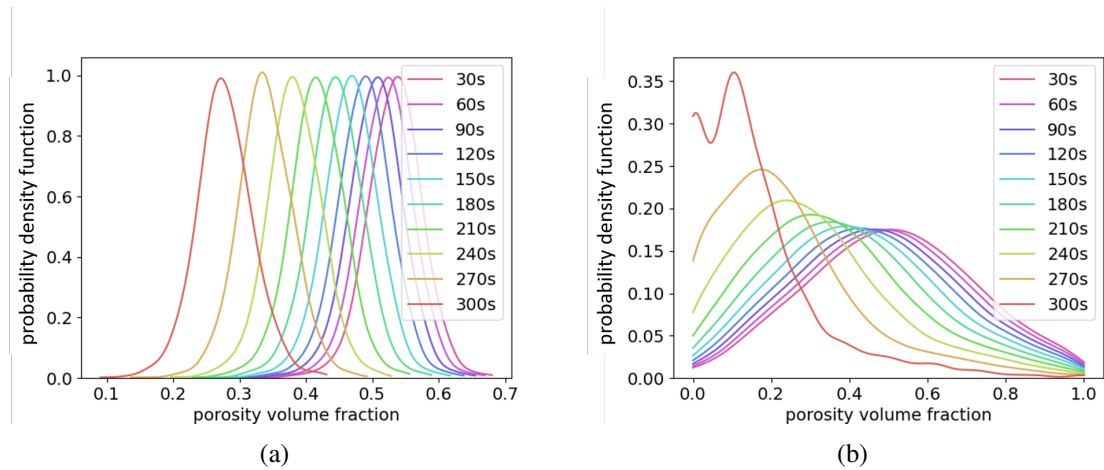 probability density function
1.0
0.8
0.6
0.4
0.2
0.0
0.1 0.2 0.3 0.4 0.5 0.6 0.7
porosity volume fraction
30s
60s
90s
120s
150s
180s
210s
240s
270s
300s
(a)
probability density function
0.35
0.30
0.25
0.20
0.15
0.10
0.05
0.00
0.0 0.2 0.4 0.6 0.8 1.0
porosity volume fraction
30s
60s
90s
120s
150s
180s
210s
240s
270s
300s
(b)